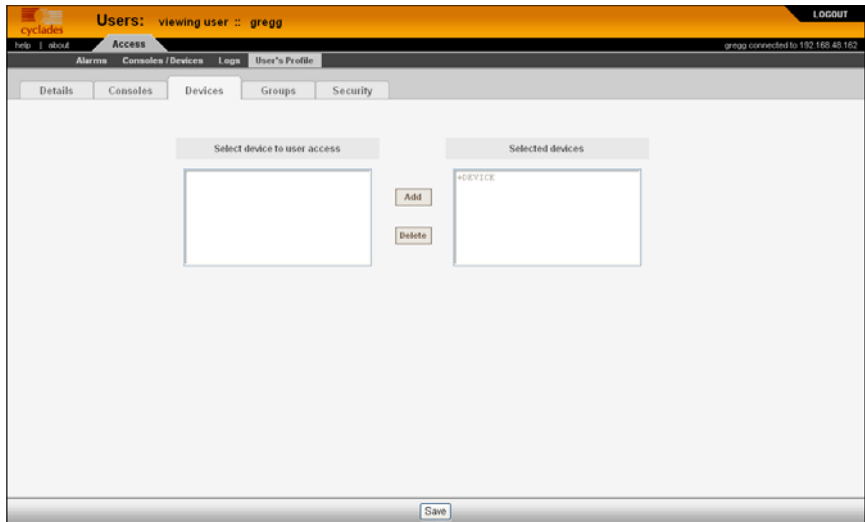 LOGOUT
cyclades
Users: viewing user :: gregg
help | about Access gregg connected to 192.168.48.162
Alarms Consoles / Devices Logs User's Profile
Details Consoles Devices Groups Security
Select device to user access Selected devices
+DEVICE
Add
Delete
Save